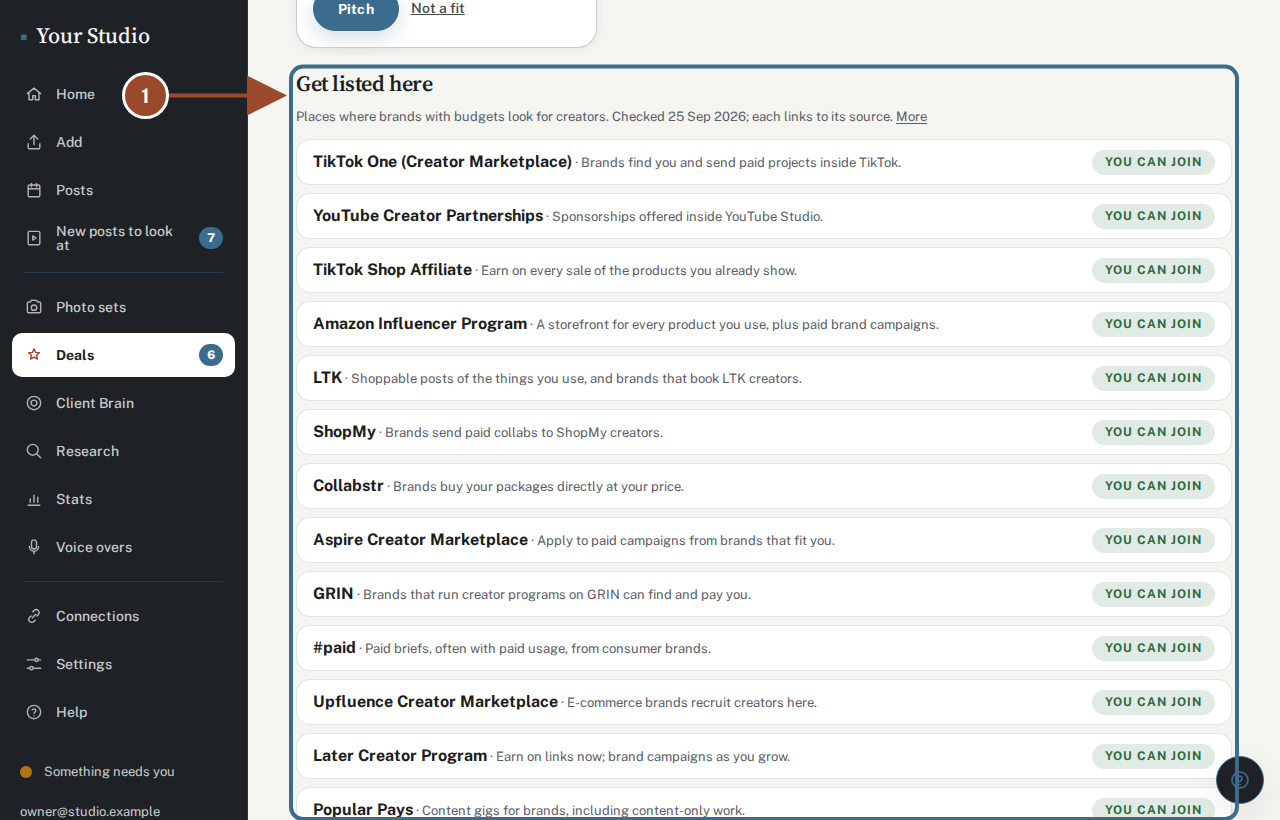 Your Studio
Home
Add
Posts
New posts to look at
7
Photo sets
Deals
6
Client Brain
Research
Stats
Voice overs
Connections
Settings
Help
Something needs you
owner@studio.example
1
Pitch
Not a fit
Get listed here
Places where brands with budgets look for creators. Checked 25 Sep 2026; each links to its source. More
TikTok One (Creator Marketplace) · Brands find you and send paid projects inside TikTok.
YOU CAN JOIN
YouTube Creator Partnerships · Sponsorships offered inside YouTube Studio.
YOU CAN JOIN
TikTok Shop Affiliate · Earn on every sale of the products you already show.
YOU CAN JOIN
Amazon Influencer Program · A storefront for every product you use, plus paid brand campaigns.
YOU CAN JOIN
LTK · Shoppable posts of the things you use, and brands that book LTK creators.
YOU CAN JOIN
ShopMy · Brands send paid collabs to ShopMy creators.
YOU CAN JOIN
Collabstr · Brands buy your packages directly at your price.
YOU CAN JOIN
Aspire Creator Marketplace · Apply to paid campaigns from brands that fit you.
YOU CAN JOIN
GRIN · Brands that run creator programs on GRIN can find and pay you.
YOU CAN JOIN
#paid · Paid briefs, often with paid usage, from consumer brands.
YOU CAN JOIN
Upfluence Creator Marketplace · E-commerce brands recruit creators here.
YOU CAN JOIN
Later Creator Program · Earn on links now; brand campaigns as you grow.
YOU CAN JOIN
Popular Pays · Content gigs for brands, including content-only work.
YOU CAN JOIN